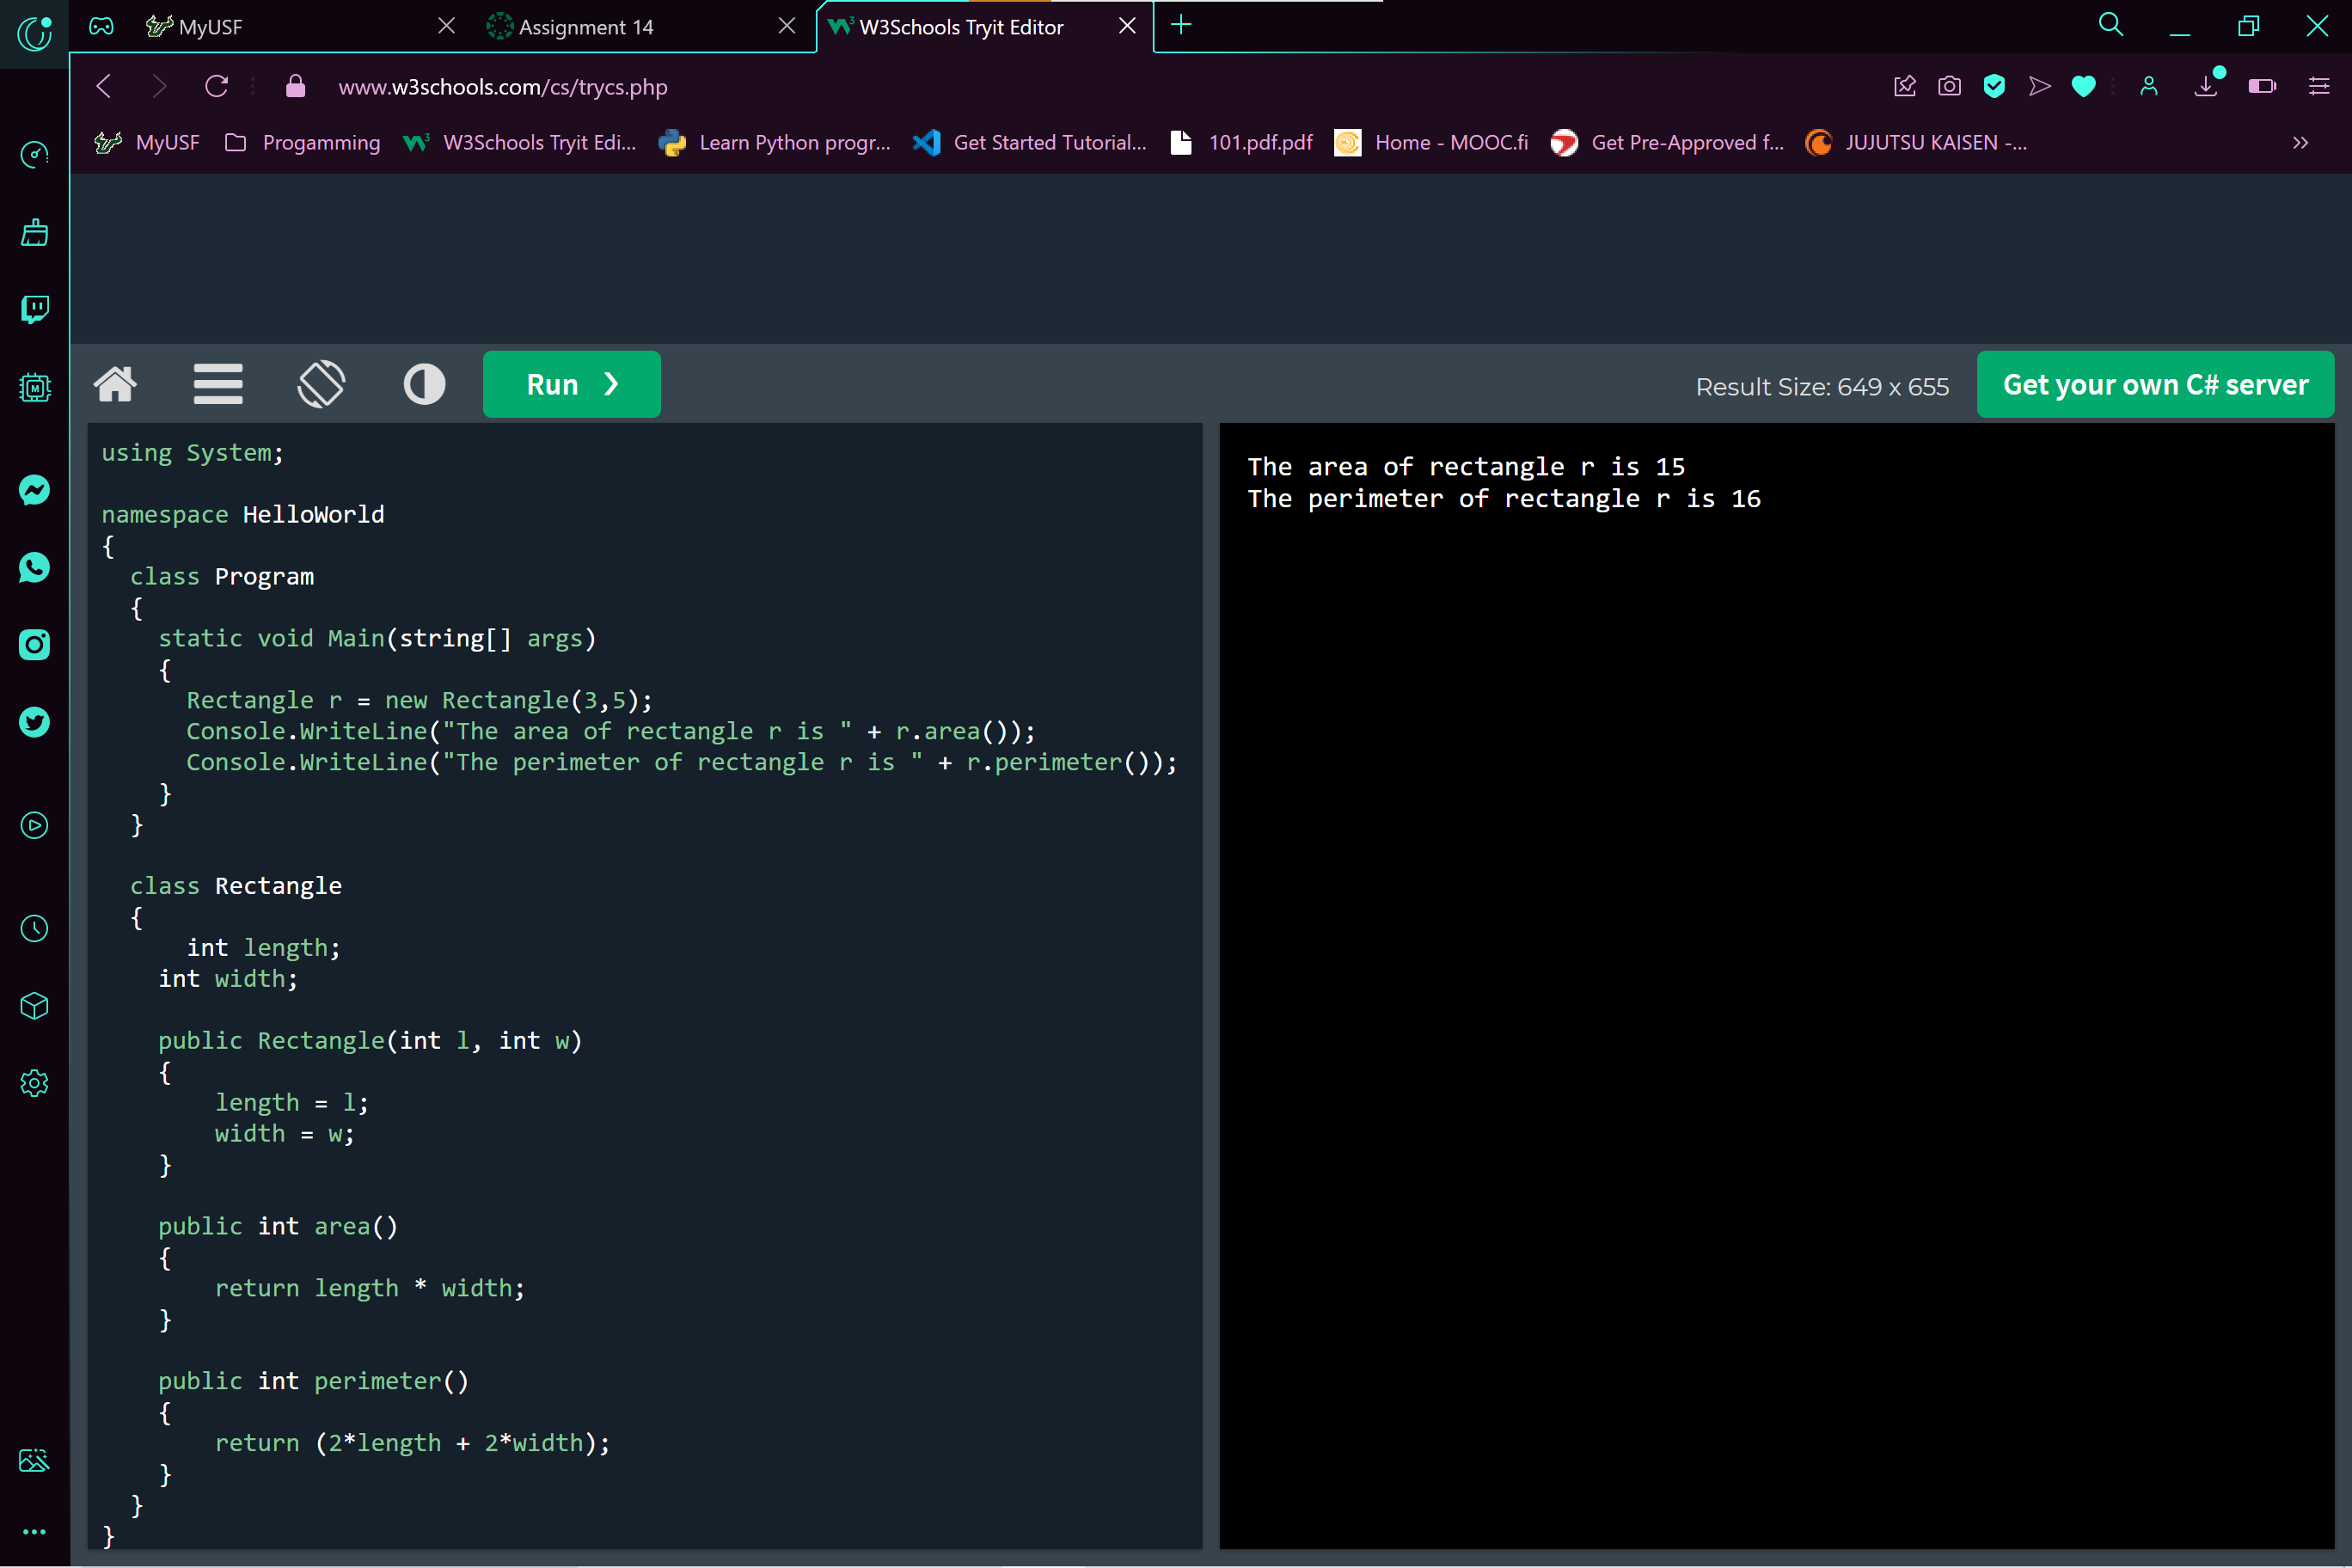 MyUSF
Assignment 14
W3Schools Tryit Editor
www.w3schools.com/cs/trycs.php
MyUSF
Progamming
W3Schools Tryit Edi...
Learn Python progr...
Get Started Tutorial...
101.pdf.pdf
Home - MOOC.fi
Get Pre-Approved f...
JUJUTSU KAISEN -...
Run ❯
Result Size: 649 x 655
Get your own C# server
using System;
namespace HelloWorld
{
  class Program
  {
    static void Main(string[] args)
    {
      Rectangle r = new Rectangle(3,5);
      Console.WriteLine("The area of rectangle r is " + r.area());
      Console.WriteLine("The perimeter of rectangle r is " + r.perimeter());
    }
  }
  class Rectangle
  {
      int length;
    int width;
    public Rectangle(int l, int w)
    {
        length = l;
        width = w;
    }
    public int area()
    {
        return length * width;
    }
    public int perimeter()
    {
        return (2*length + 2*width);
    }
  }
}
The area of rectangle r is 15
The perimeter of rectangle r is 16